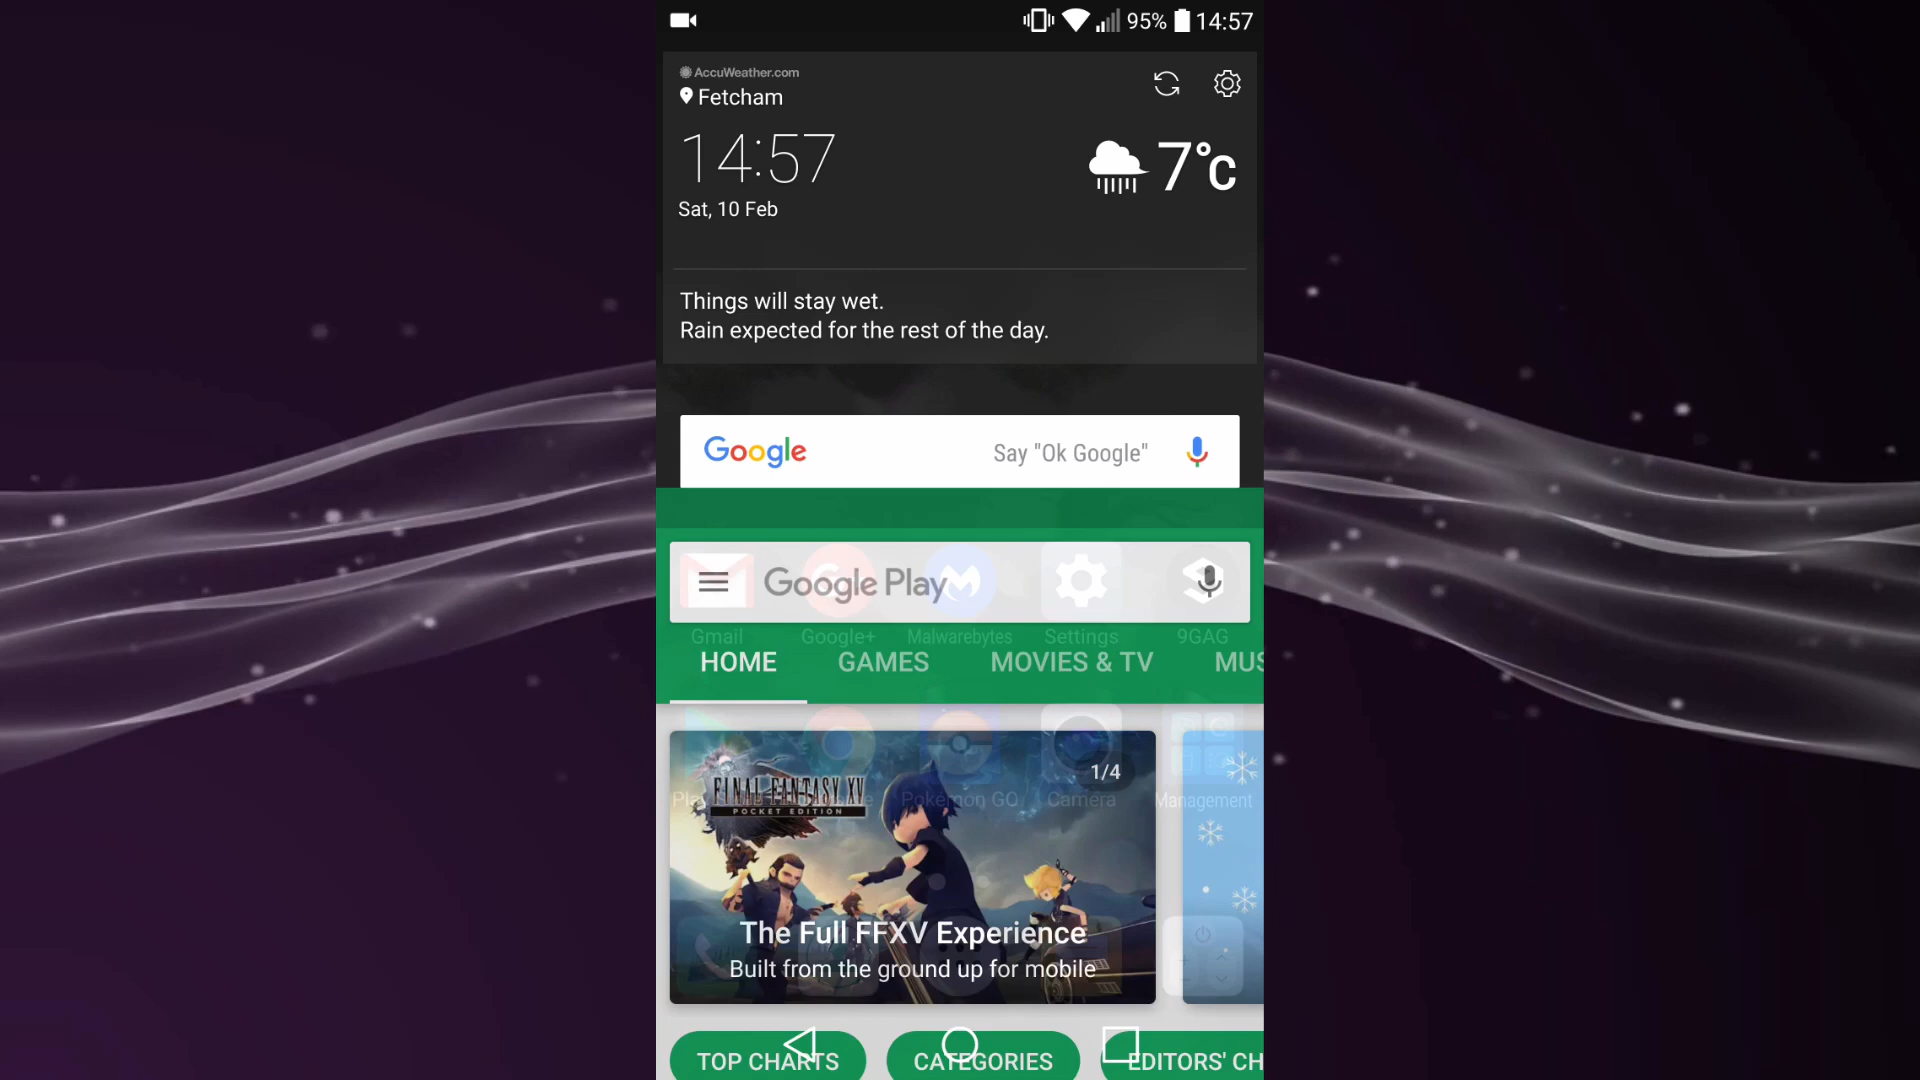 95% 14:57
AccuWeather.com
Fetcham
14:57
7°C
Sat, 10 Feb
Things will stay wet.
Rain expected for the rest of the day.
Google Say "Ok Google"
Google Play
Gmail Google+ Malwarebytes Settings 9GAG
HOME GAMES MOVIES & TV MUS
1/4
FINAL FANTASY XV
POCKET EDITION
Pokémon GO Camera Management
The Full FFXV Experience
Built from the ground up for mobile
TOP CHARTS CATEGORIES EDITORS' CH